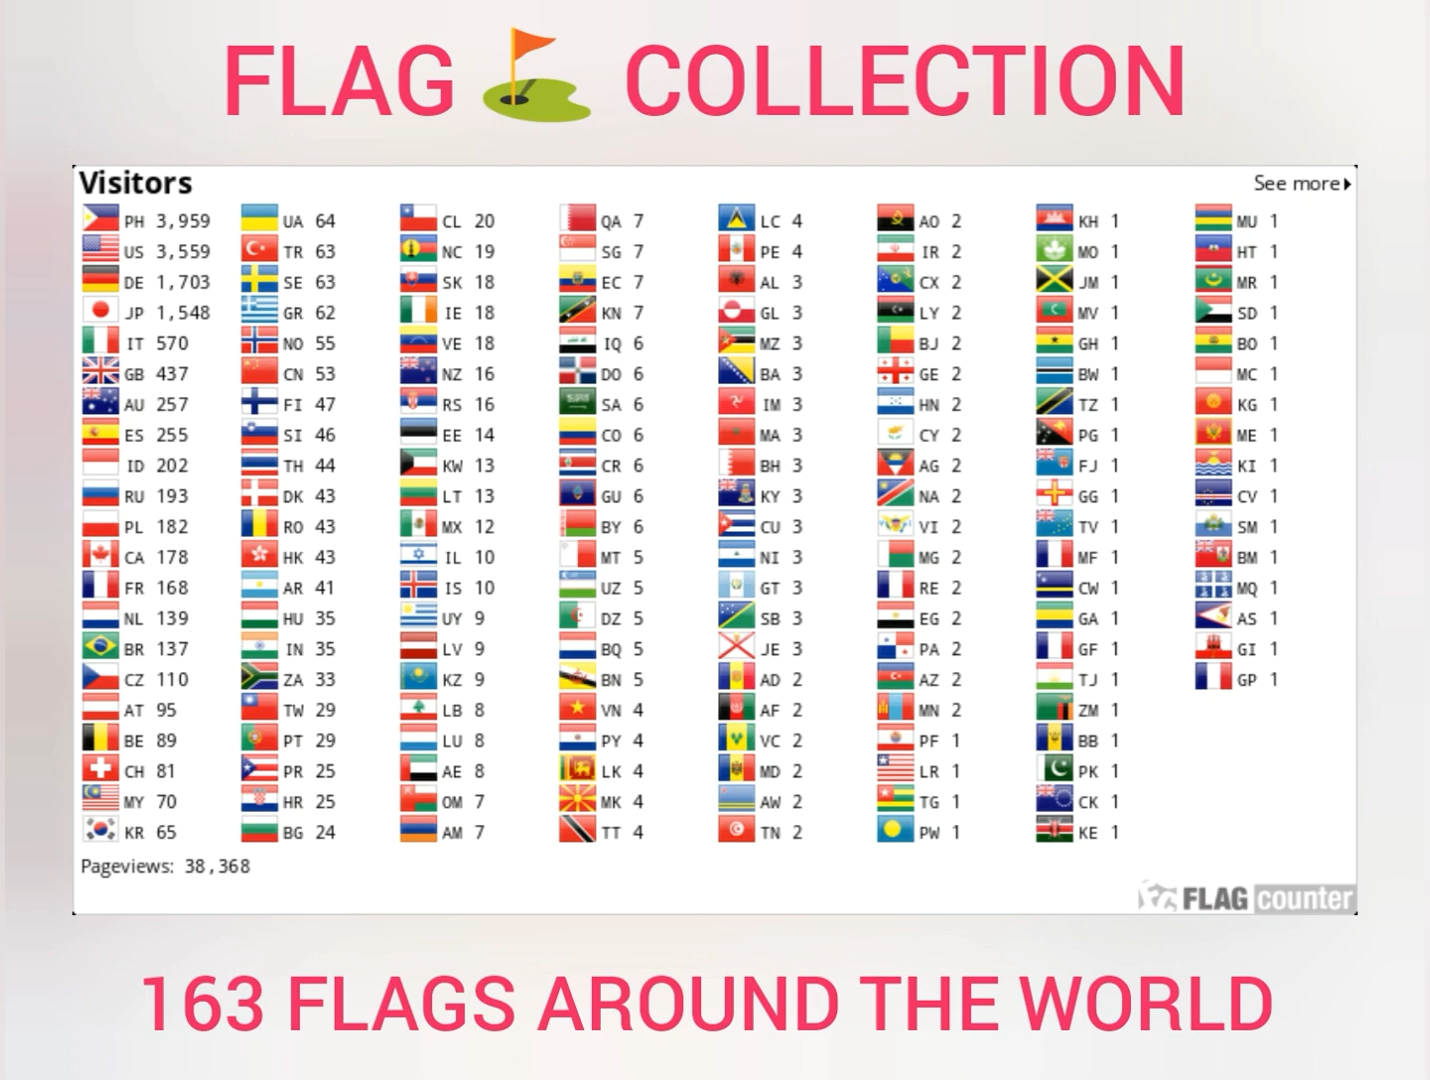 FLAG COLLECTION
Visitors See more
PH 3,959 UA 64 CL 20 QA 7 LC 4 AO 2 KH 1 MU 1
US 3,559 TR 63 NC 19 SG 7 PE 4 IR 2 MO 1 HT 1
DE 1,703 SE 63 SK 18 EC 7 AL 3 CX 2 JM 1 MR 1
JP 1,548 GR 62 IE 18 KN 7 GL 3 LY 2 MV 1 SD 1
IT 570 NO 55 VE 18 IQ 6 MZ 3 BJ 2 GH 1 BO 1
GB 437 CN 53 NZ 16 DO 6 BA 3 GE 2 BW 1 MC 1
AU 257 FI 47 RS 16 SA 6 IM 3 HN 2 TZ 1 KG 1
ES 255 SI 46 EE 14 CO 6 MA 3 CY 2 PG 1 ME 1
ID 202 TH 44 KW 13 CR 6 BH 3 AG 2 FJ 1 KI 1
RU 193 DK 43 LT 13 GU 6 KY 3 NA 2 GG 1 CV 1
PL 182 RO 43 MX 12 BY 6 CU 3 VI 2 TV 1 SM 1
CA 178 HK 43 IL 10 MT 5 NI 3 MG 2 MF 1 BM 1
FR 168 AR 41 IS 10 UZ 5 GT 3 RE 2 CW 1 MQ 1
NL 139 HU 35 UY 9 DZ 5 SB 3 EG 2 GA 1 AS 1
BR 137 IN 35 LV 9 BQ 5 JE 3 PA 2 GF 1 GI 1
CZ 110 ZA 33 KZ 9 BN 5 AD 2 AZ 2 TJ 1 GP 1
AT 95 TW 29 LB 8 VN 4 AF 2 MN 2 ZM 1
BE 89 PT 29 LU 8 PY 4 VC 2 PF 1 BB 1
CH 81 PR 25 AE 8 LK 4 MD 2 LR 1 PK 1
MY 70 HR 25 OM 7 MK 4 AW 2 TG 1 CK 1
KR 65 BG 24 AM 7 TT 4 TN 2 PW 1 KE 1
Pageviews: 38,368
FLAG counter
163 FLAGS AROUND THE WORLD